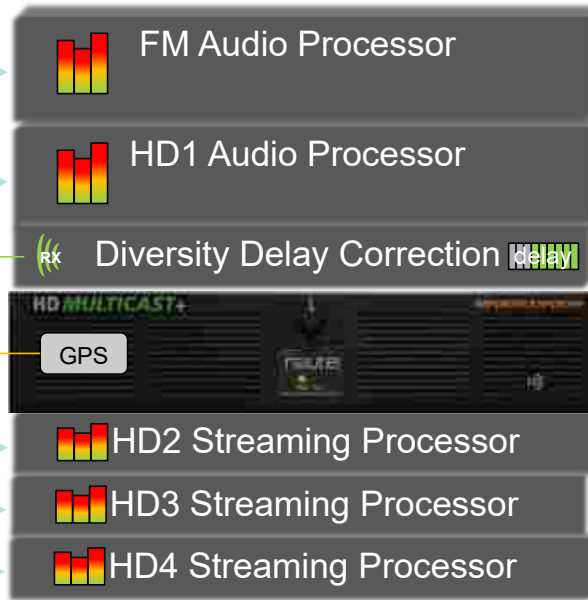 FM Audio Processor
HD1 Audio Processor
RX Diversity Delay Correction delay
HD MULTICAST+
GPS
route
HD2 Streaming Processor
HD3 Streaming Processor
HD4 Streaming Processor